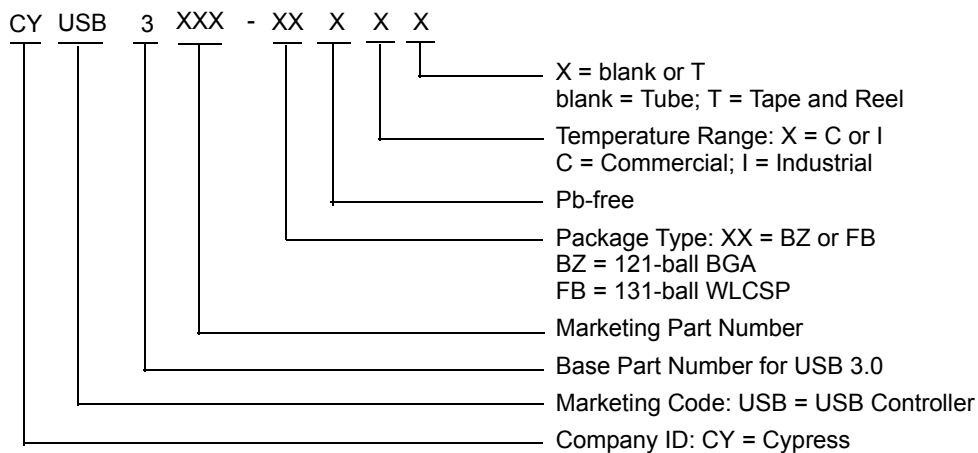 CY USB 3 XXX - XX X X X
X = blank or T
blank = Tube; T = Tape and Reel
Temperature Range: X = C or I
C = Commercial; I = Industrial
Pb-free
Package Type: XX = BZ or FB
BZ = 121-ball BGA
FB = 131-ball WLCSP
Marketing Part Number
Base Part Number for USB 3.0
Marketing Code: USB = USB Controller
Company ID: CY = Cypress